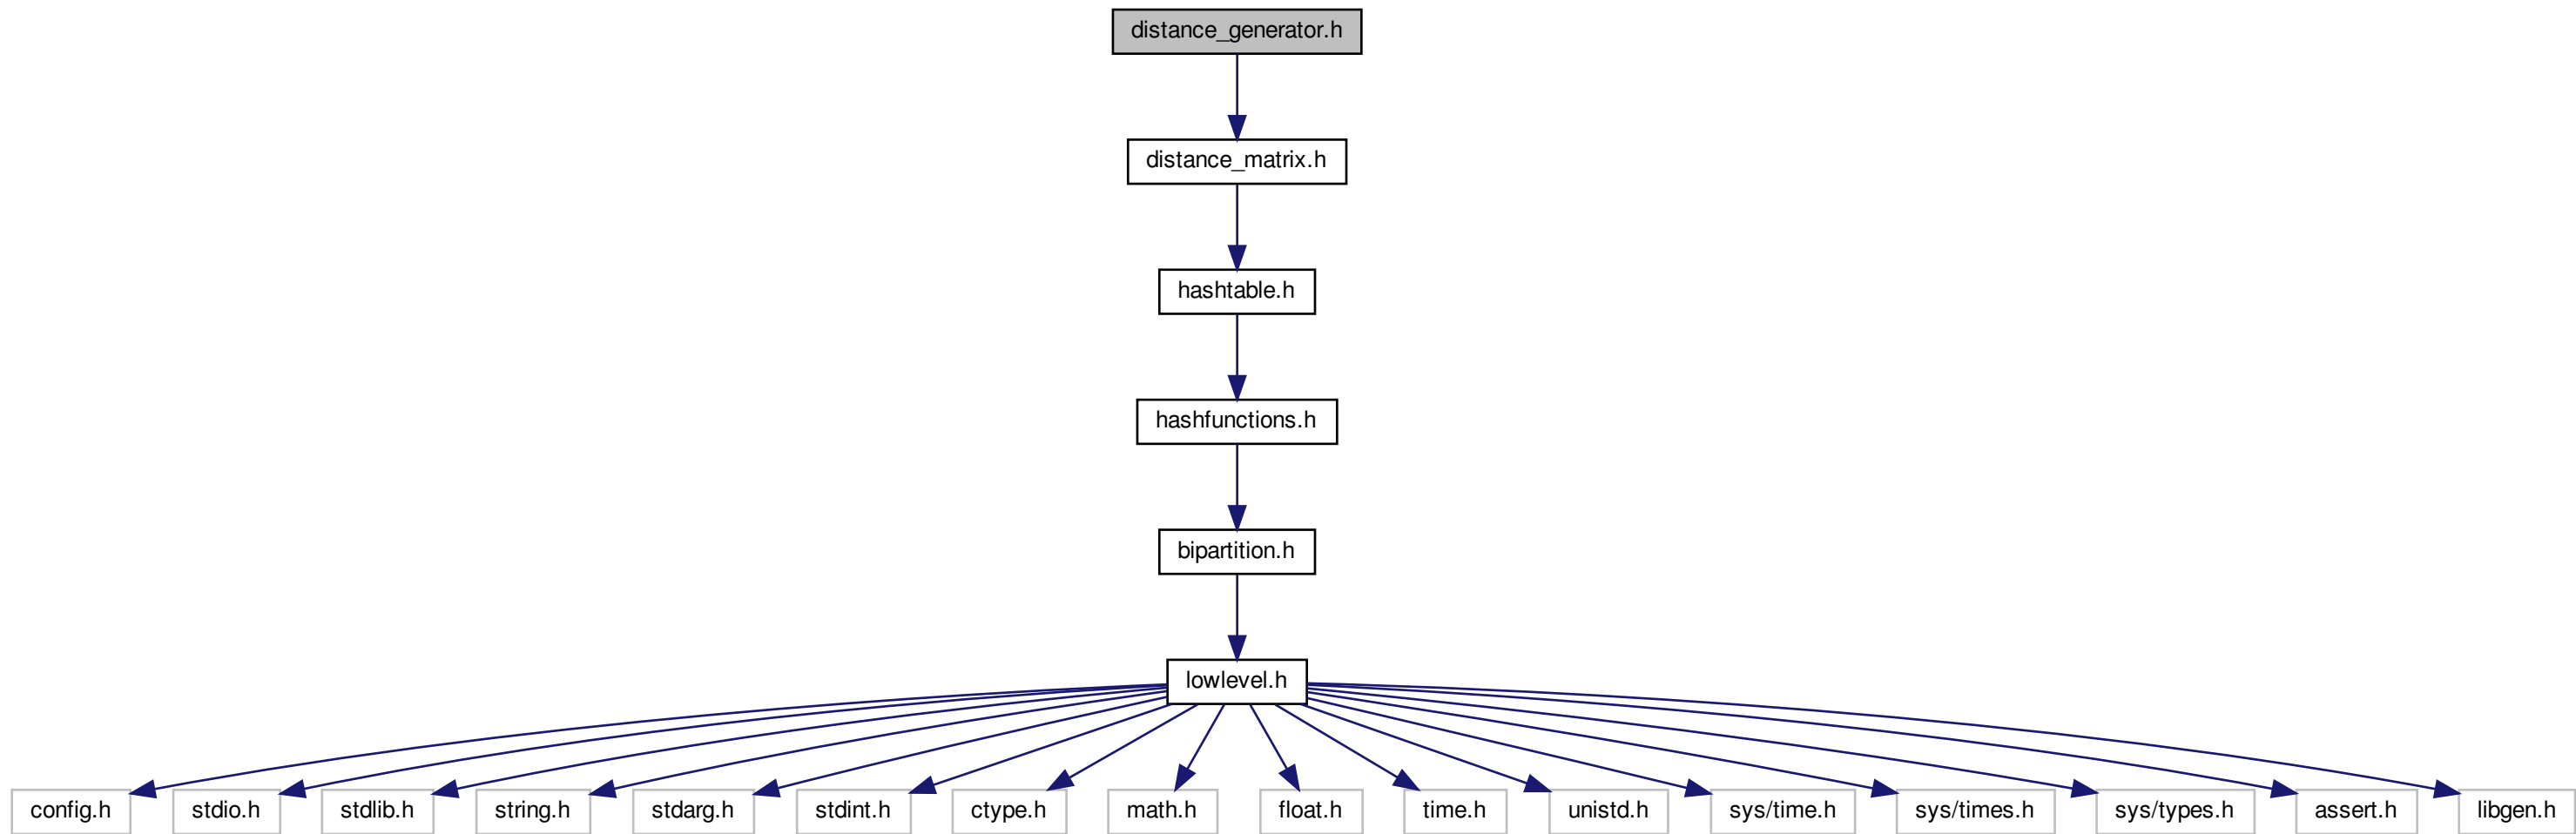 distance_generator.h
distance_matrix.h
hashtable.h
hashfunctions.h
bipartition.h
lowlevel.h
config.h stdio.h stdlib.h string.h stdarg.h stdint.h ctype.h math.h float.h time.h unistd.h sys/time.h sys/times.h sys/types.h assert.h libgen.h